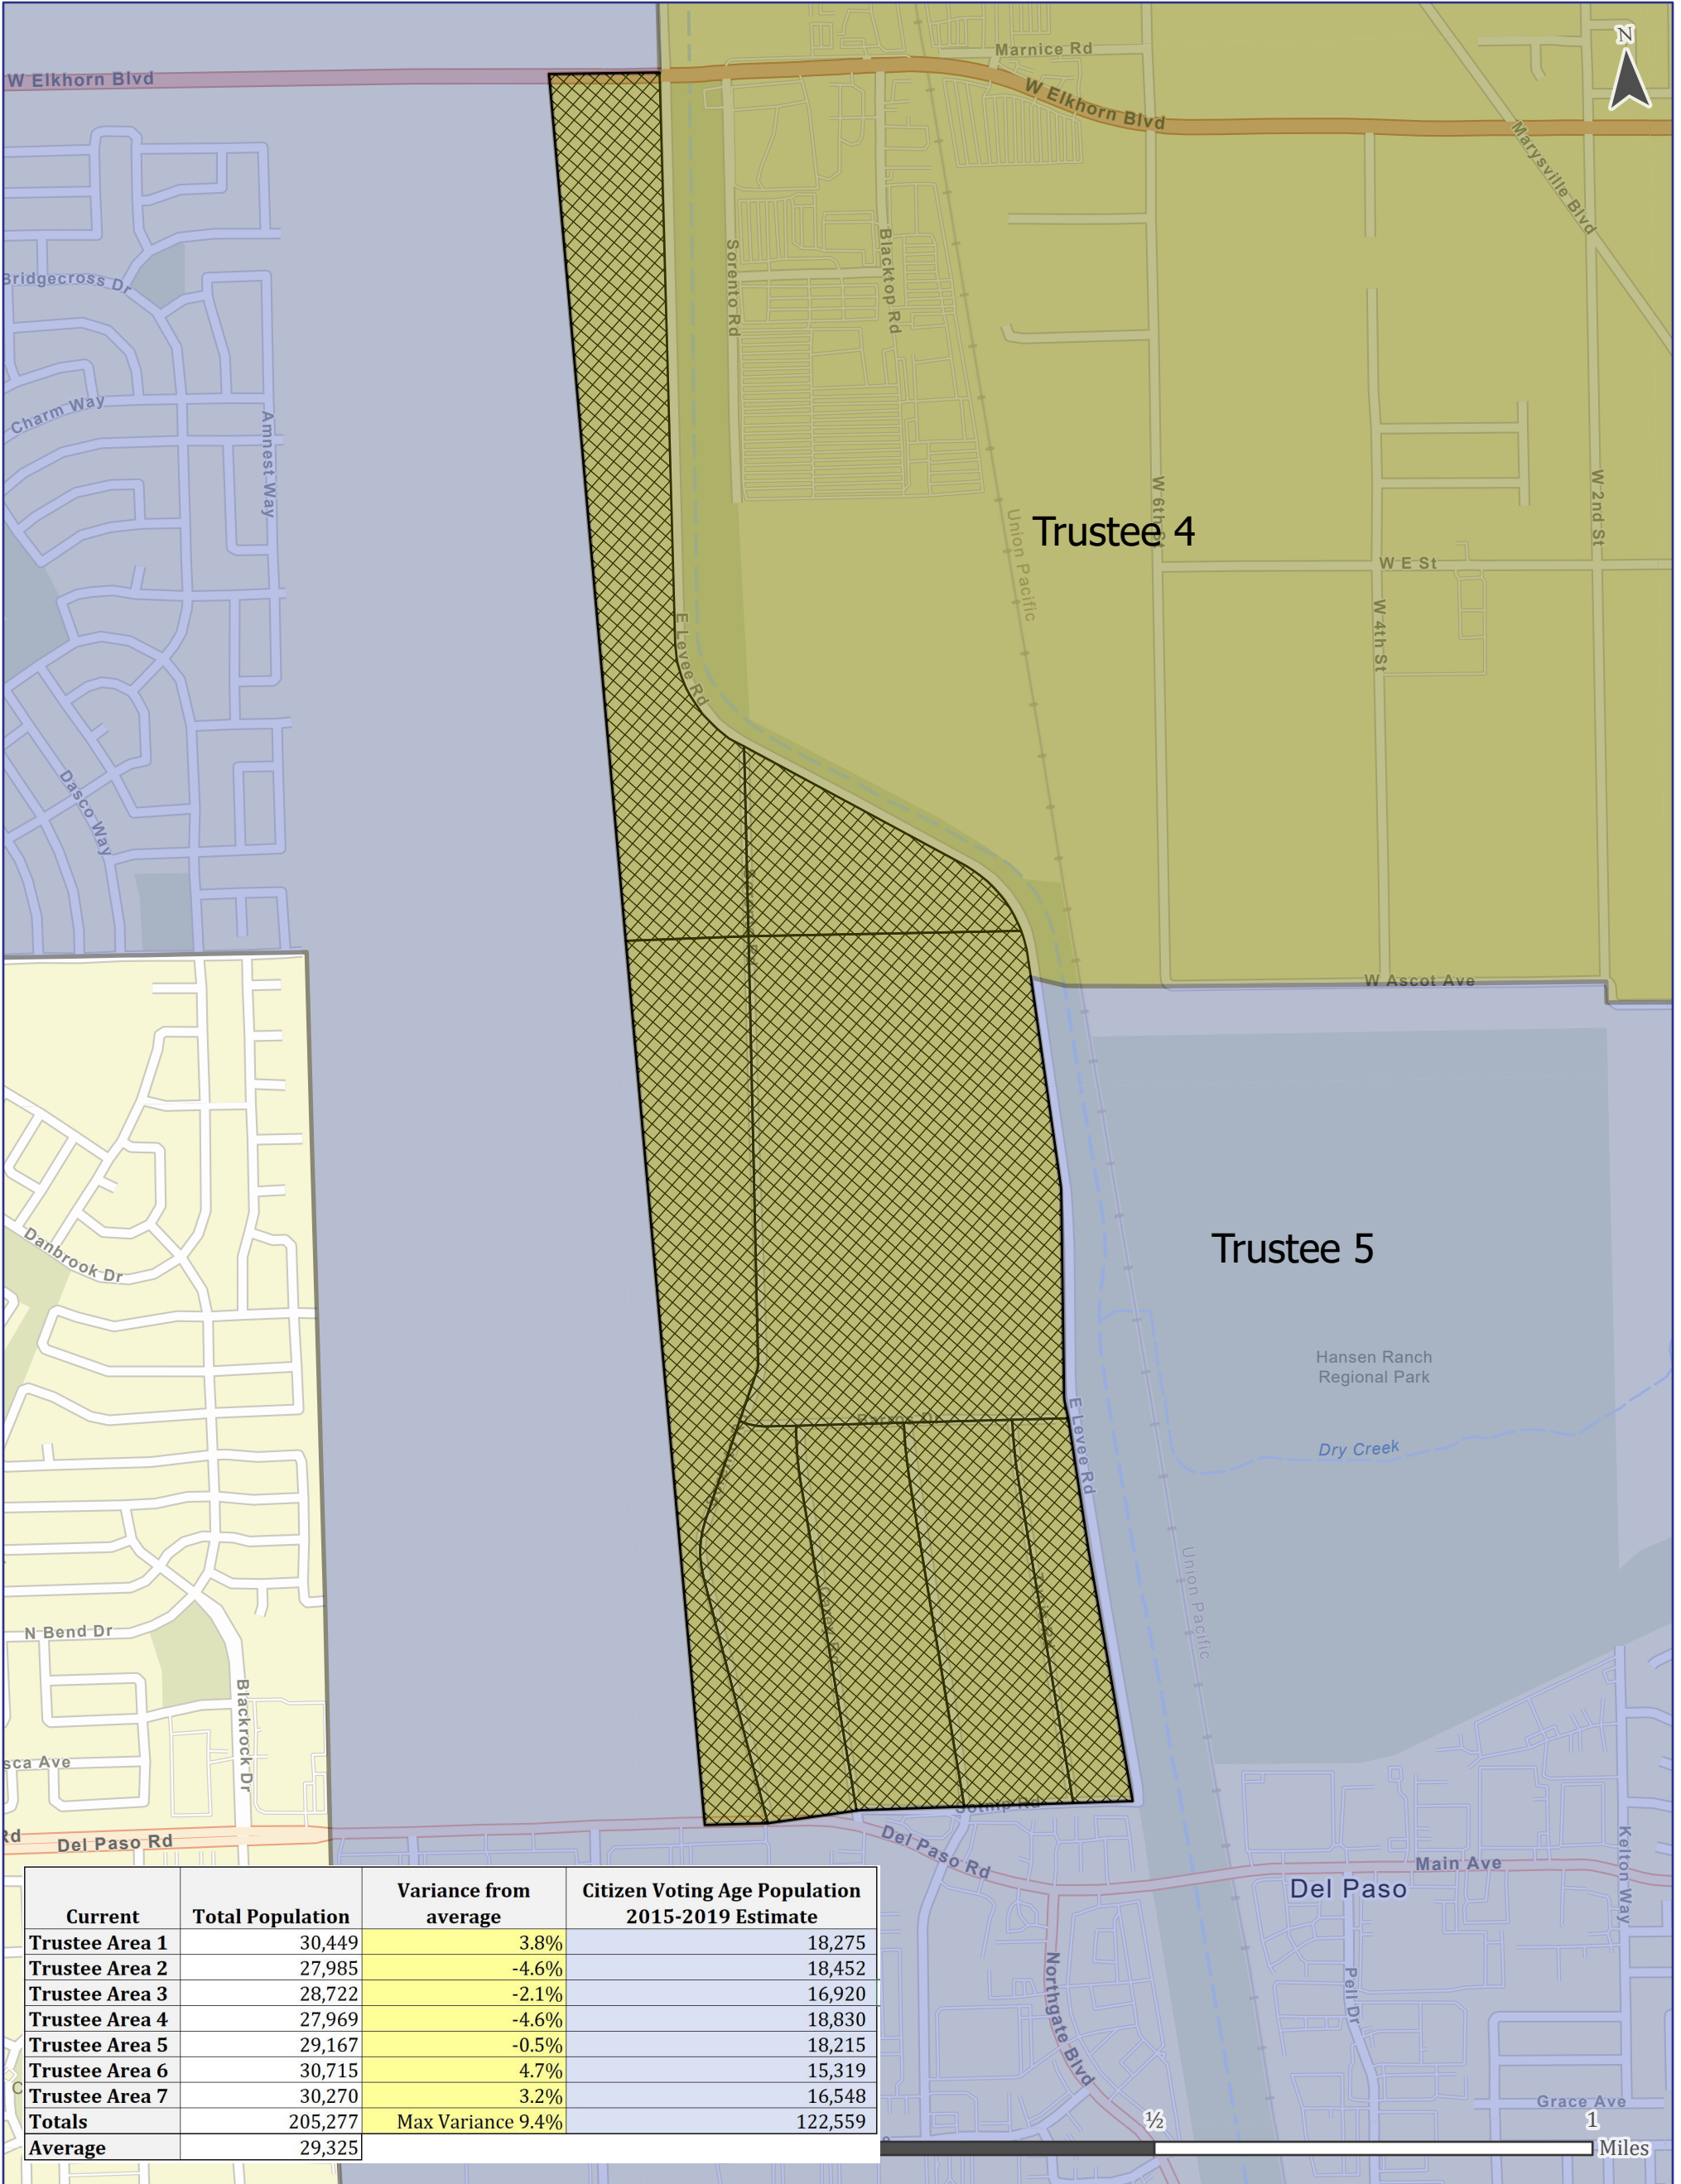 N
Marnice Rd
W Elkhorn Blvd
W Elkhorn Blvd
Marysville Blvd
Bridgecross Dr
Sorento Rd
Blacktop Rd
Charm Way
Amnest Way
W 6th St
W 2nd St
Union Pacific
Trustee 4
W E St
W 4th St
E Levee Rd
Dasco Way
W Ascot Ave
Danbrook Dr
Trustee 5
Hansen Ranch
Regional Park
E Levee Rd
Dry Creek
Union Pacific
N Bend Dr
Blackrock Dr
sca Ave
Sotnip Rd
Rd
Del Paso Rd
Del Paso Rd
Main Ave
Kelton Way
Del Paso
Northgate Blvd
Pell Dr
Grace Ave
Current Total Population Variance from average Citizen Voting Age Population 2015-2019 Estimate
Trustee Area 1 30,449 3.8% 18,275
Trustee Area 2 27,985 -4.6% 18,452
Trustee Area 3 28,722 -2.1% 16,920
Trustee Area 4 27,969 -4.6% 18,830
Trustee Area 5 29,167 -0.5% 18,215
Trustee Area 6 30,715 4.7% 15,319
Trustee Area 7 30,270 3.2% 16,548
Totals 205,277 Max Variance 9.4% 122,559
Average 29,325
½ 1
Miles